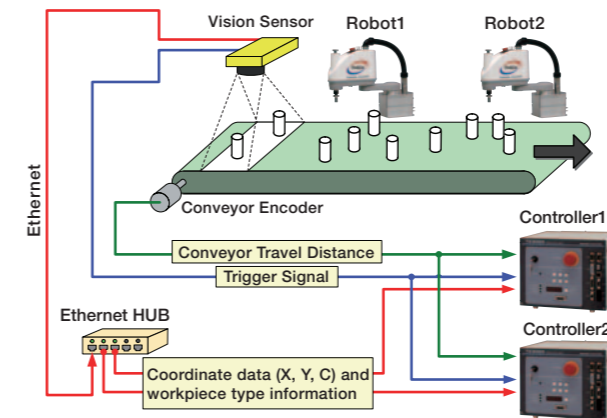 Vision Sensor
Robot1
Robot2
Ethernet
Conveyor Encoder
Controller1
Conveyor Travel Distance
Trigger Signal
Ethernet HUB
Controller2
Coordinate data (X, Y, C) and
workpiece type information